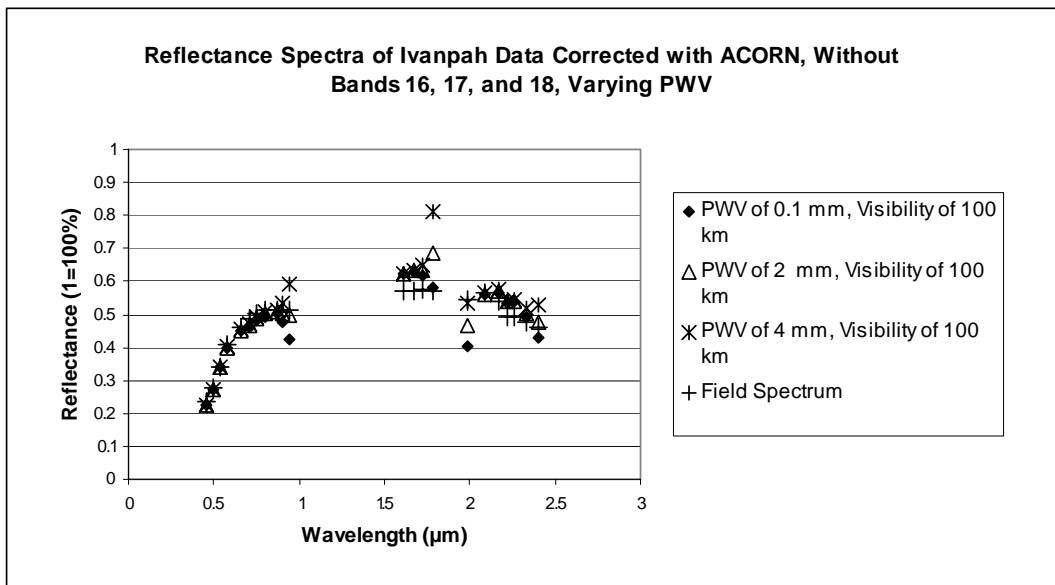 Reflectance Spectra of Ivanpah Data Corrected with ACORN, Without
Bands 16, 17, and 18, Varying PWV
Reflectance (1=100%)
1
0.9
0.8
0.7
0.6
0.5
0.4
0.3
0.2
0.1
0
0
0.5
1
1.5
2
2.5
3
Wavelength (µm)
PWV of 0.1 mm, Visibility of 100
km
PWV of 2 mm, Visibility of 100
km
PWV of 4 mm, Visibility of 100
km
Field Spectrum